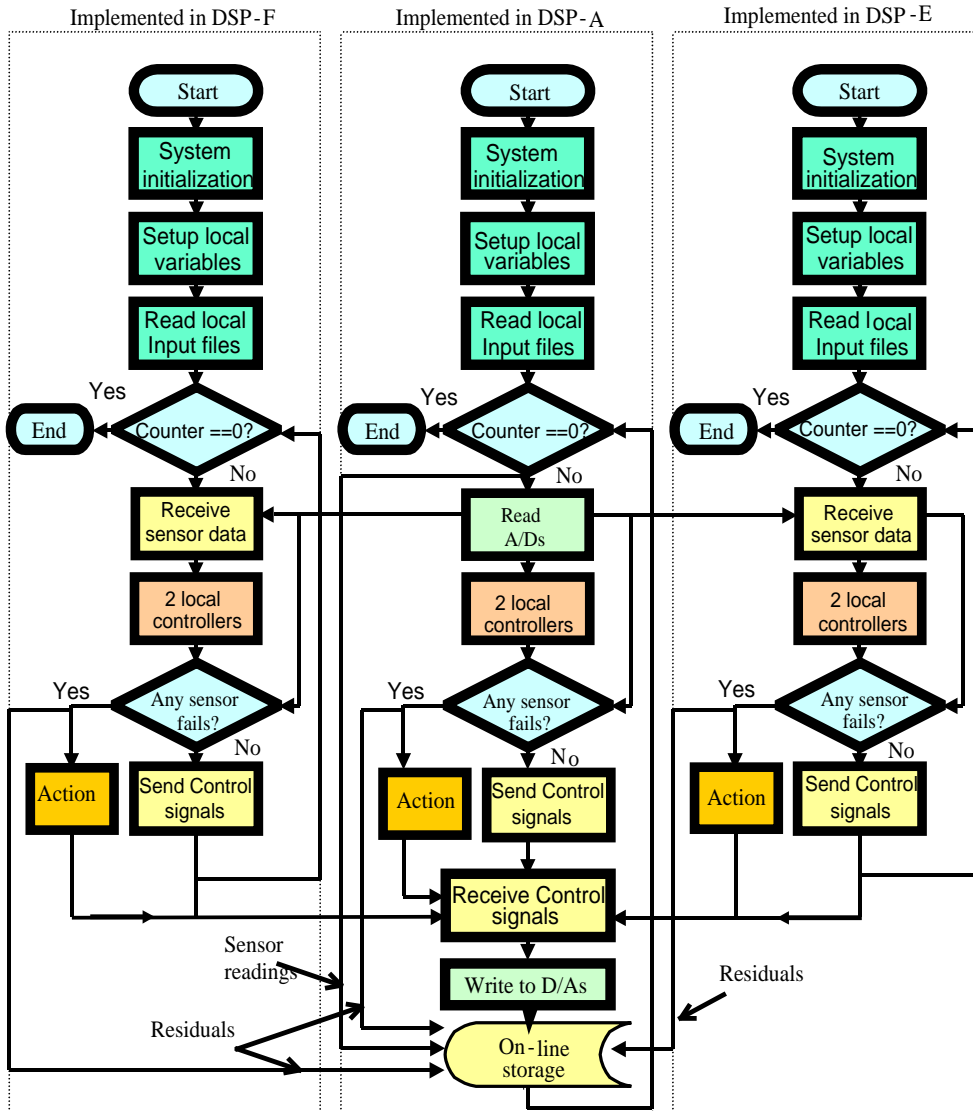 Implemented in DSP-F
Start
System
initialization
Setup local
variables
Read local
Input files
Yes
End
Counter ==0?
No
Receive
sensor data
2 local
controllers
Yes
Any sensor
fails?
No
Action
Send Control
signals
Sensor
readings
Residuals
Implemented in DSP-A
Start
System
initialization
Setup local
variables
Read local
Input files
Yes
End
Counter ==0?
No
Read
A/Ds
2 local
controllers
Yes
Any sensor
fails?
No
Action
Send Control
signals
Receive Control
signals
Write to D/As
On-line
storage
Implemented in DSP-E
Start
System
initialization
Setup local
variables
Read local
Input files
Yes
End
Counter ==0?
No
Receive
sensor data
2 local
controllers
Yes
Any sensor
fails?
No
Action
Send Control
signals
Residuals